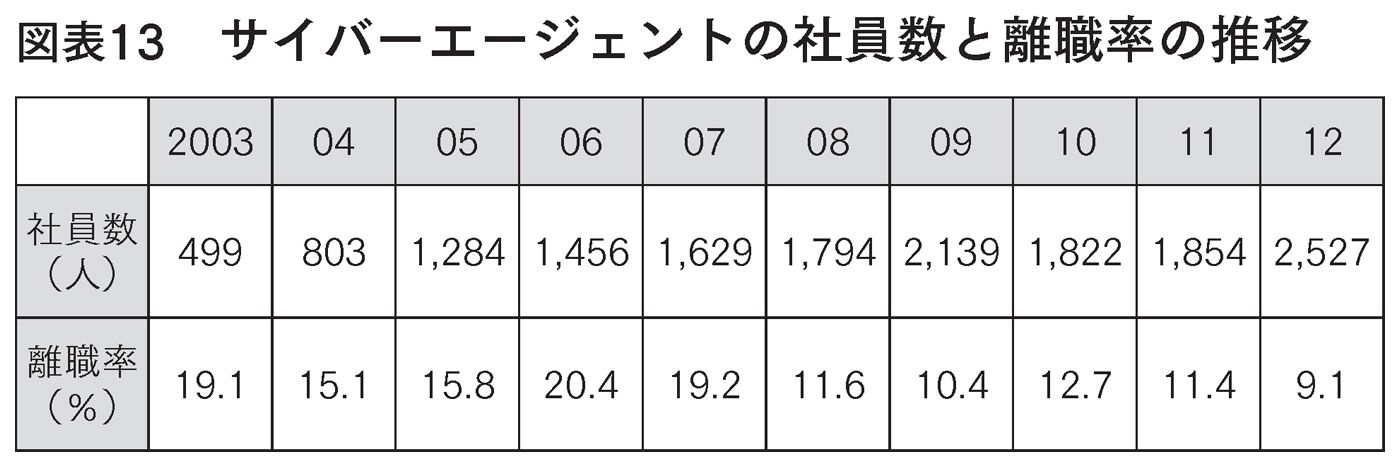 図表13 サイバーエージェントの社員数と離職率の推移
2003 04 05 06 07 08 09 10 11 12
社員数
（人） 499 803 1,284 1,456 1,629 1,794 2,139 1,822 1,854 2,527
離職率
（％） 19.1 15.1 15.8 20.4 19.2 11.6 10.4 12.7 11.4 9.1